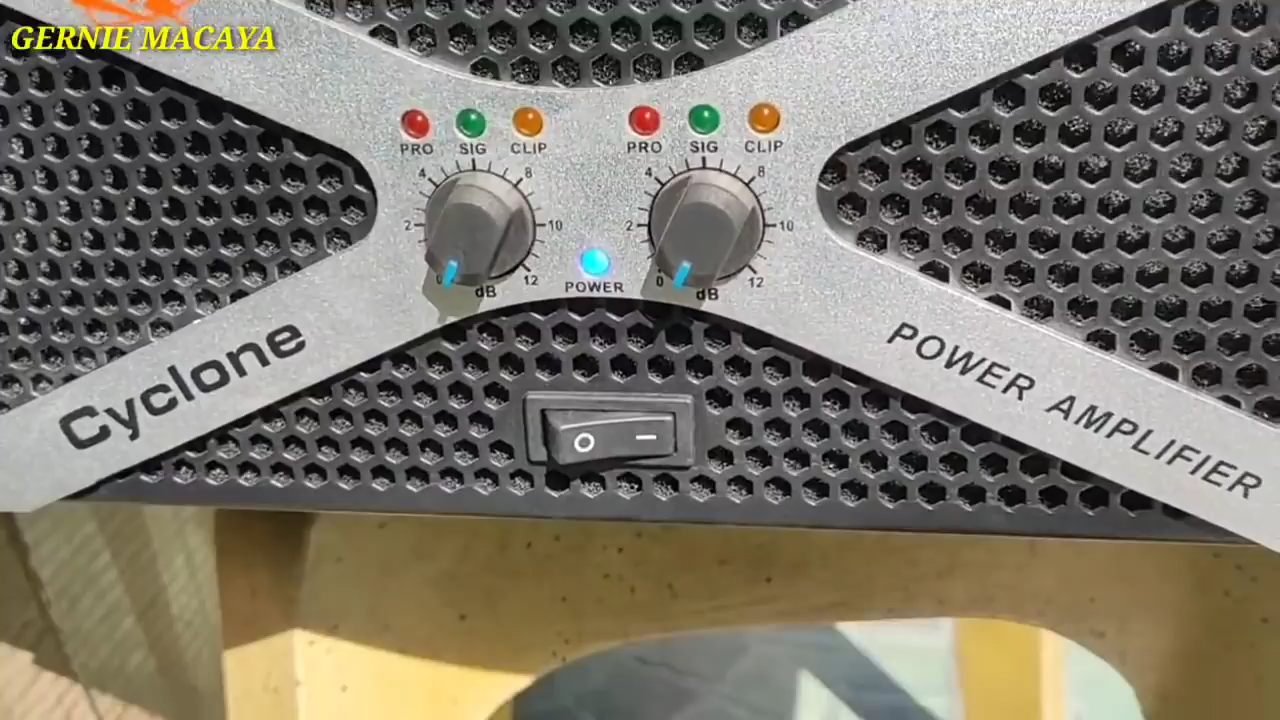 GERNIE MACAYA
PRO SIG CLIP
PRO SIG CLIP
4 8
4 8
2 10
2 10
0 12
0 12
dB
dB
POWER
Cyclone
POWER AMPLIFIER
O –